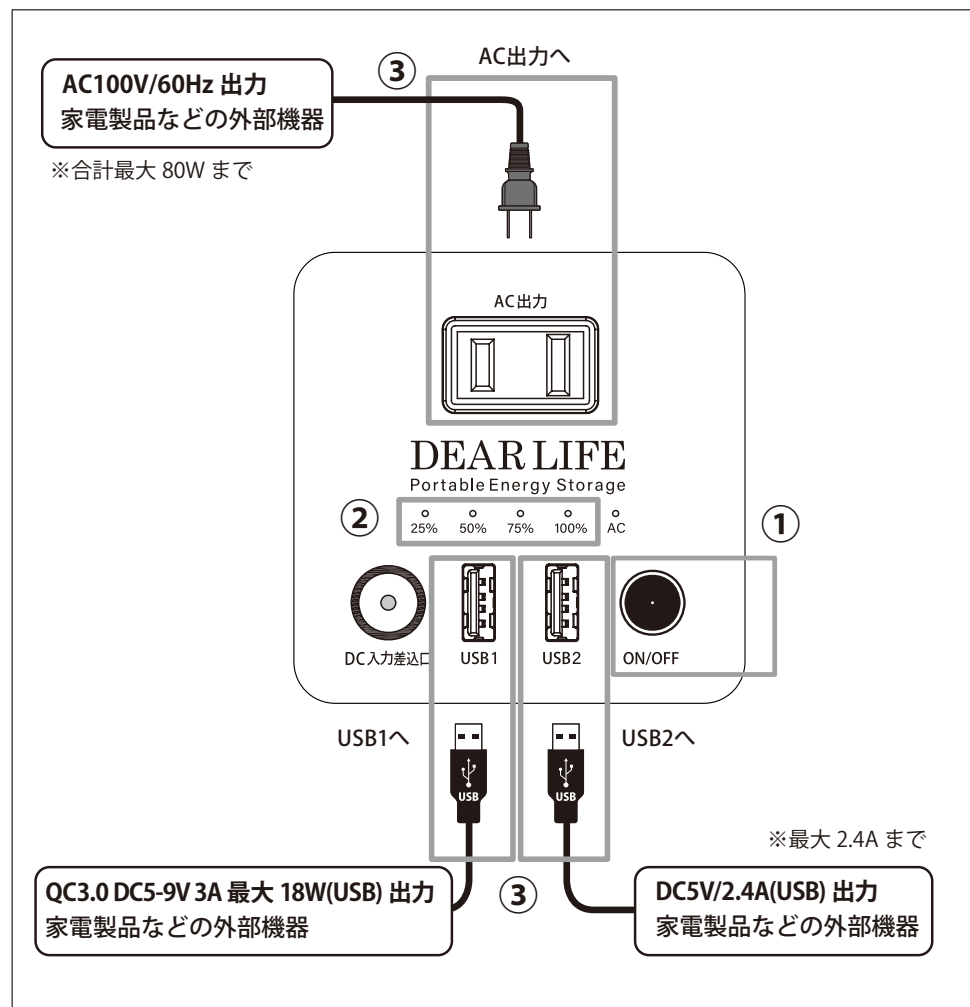 AC出力へ
③
AC100V/60Hz 出力
家電製品などの外部機器
※合計最大 80W まで
AC出力
DEAR LIFE
Portable Energy Storage
②
25% 50% 75% 100% AC
①
DC入力差込口 USB1 USB2 ON/OFF
USB1へ
USB2へ
USB
USB
※最大 2.4A まで
QC3.0 DC5-9V 3A 最大 18W(USB) 出力
家電製品などの外部機器
③
DC5V/2.4A(USB) 出力
家電製品などの外部機器